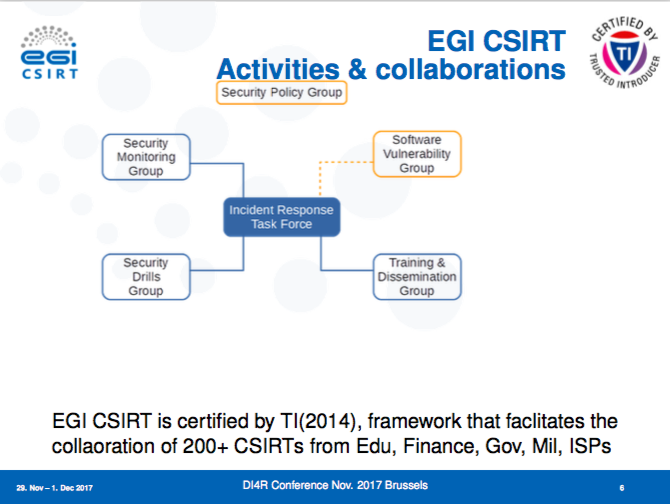 egi
CSIRT
EGI CSIRT
Activities & collaborations
CERTIFIED BY
TI
TRUSTED INTRODUCER
Security Policy Group
Security
Monitoring
Group
Software
Vulnerability
Group
Incident Response
Task Force
Security
Drills
Group
Training &
Dissemination
Group
EGI CSIRT is certified by TI(2014), framework that faclitates the
collaoration of 200+ CSIRTs from Edu, Finance, Gov, Mil, ISPs
29. Nov – 1. Dec 2017
DI4R Conference Nov. 2017 Brussels
6